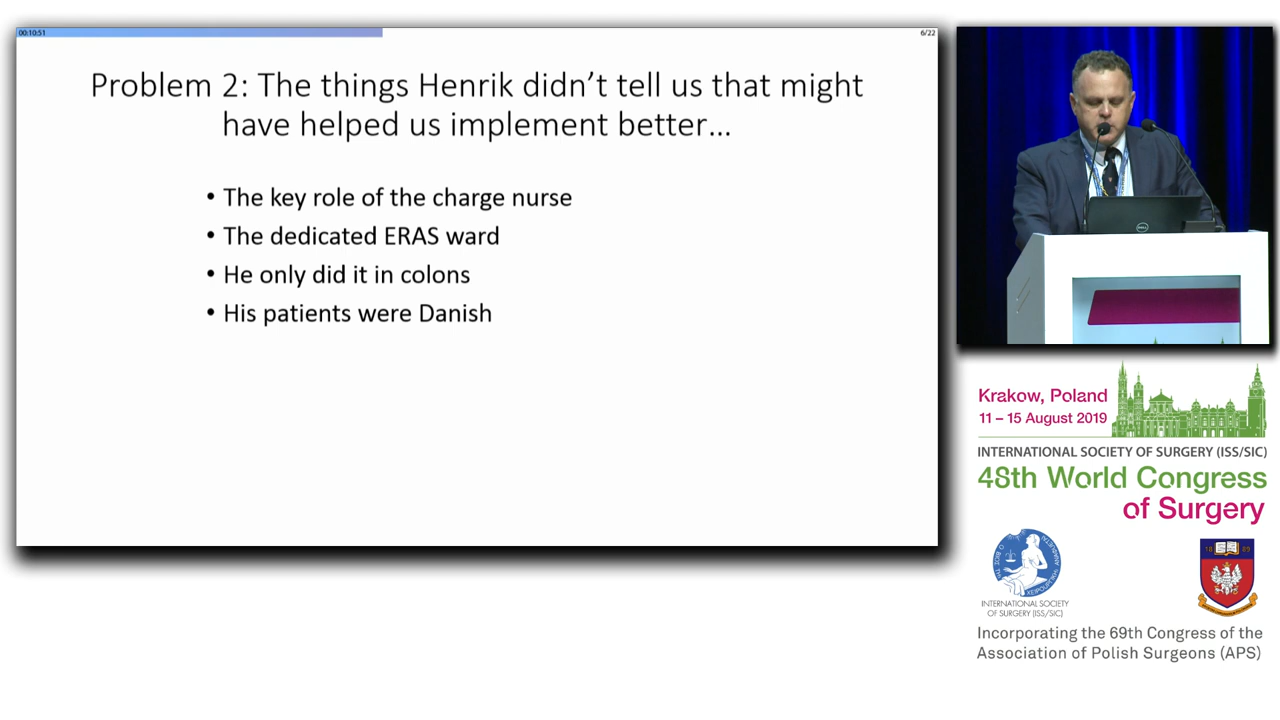 00:10:51
6/22
Problem 2: The things Henrik didn’t tell us that might
have helped us implement better…
• The key role of the charge nurse
• The dedicated ERAS ward
• He only did it in colons
• His patients were Danish
DELL
Krakow, Poland
11 – 15 August 2019
INTERNATIONAL SOCIETY OF SURGERY (ISS/SIC)
48th World Congress
of Surgery
INTERNATIONAL SOCIETY
OF SURGERY (ISS/SIC)
18 89
Incorporating the 69th Congress of the
Association of Polish Surgeons (APS)